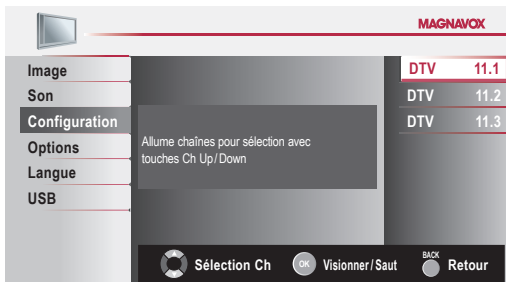 MAGNAVOX
Image
Son
Configuration
Options
Langue
USB
Allume chaînes pour sélection avec
touches Ch Up/Down
DTV 11.1
DTV 11.2
DTV 11.3
Sélection Ch
OK
Visionner/Saut
BACK
Retour